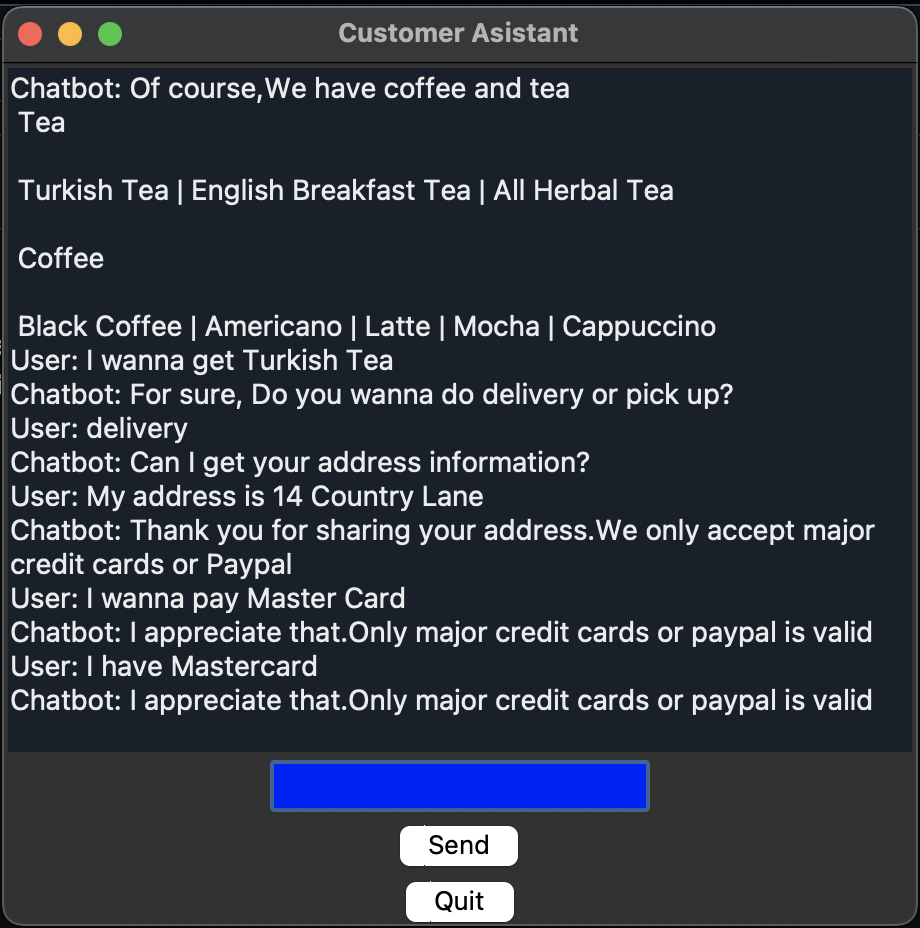 Customer Asistant
Chatbot: Of course,We have coffee and tea
Tea
Turkish Tea | English Breakfast Tea | All Herbal Tea
Coffee
Black Coffee | Americano | Latte | Mocha | Cappuccino
User: I wanna get Turkish Tea
Chatbot: For sure, Do you wanna do delivery or pick up?
User: delivery
Chatbot: Can I get your address information?
User: My address is 14 Country Lane
Chatbot: Thank you for sharing your address.We only accept major
credit cards or Paypal
User: I wanna pay Master Card
Chatbot: I appreciate that.Only major credit cards or paypal is valid
User: I have Mastercard
Chatbot: I appreciate that.Only major credit cards or paypal is valid
Send
Quit